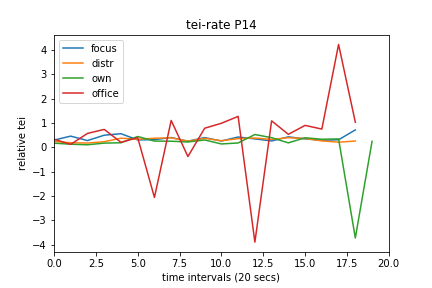 tei-rate P14
focus
distr
own
office
relative tei
4
3
2
1
0
−1
−2
−3
−4
0.0 2.5 5.0 7.5 10.0 12.5 15.0 17.5 20.0
time intervals (20 secs)